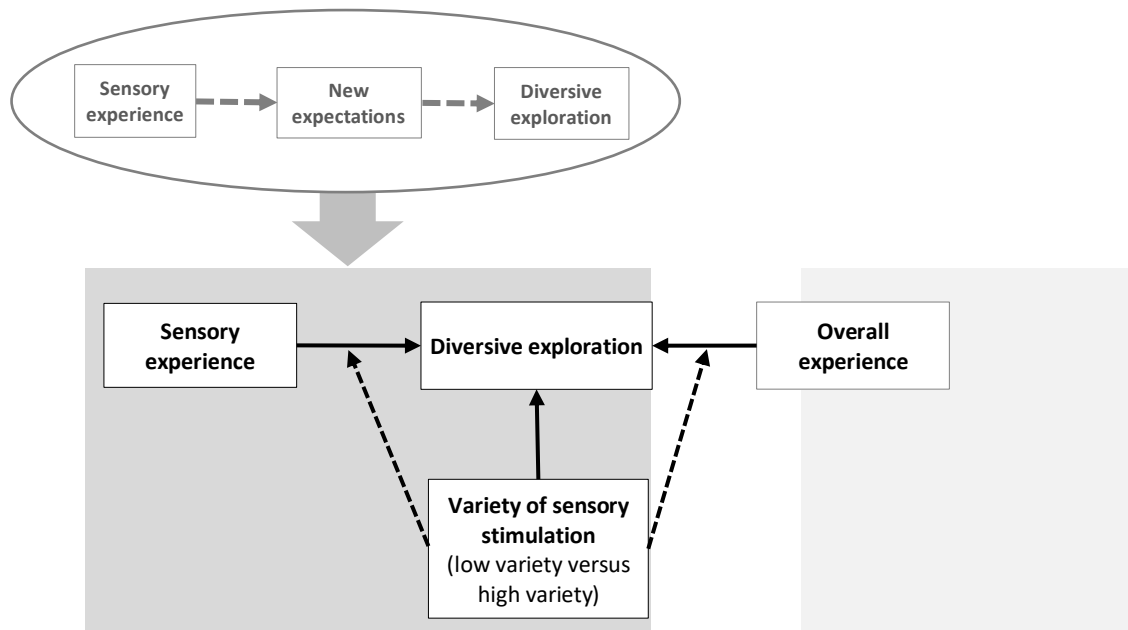 Sensory
experience
New
expectations
Diversive
exploration
Sensory
experience
Diversive exploration
Overall
experience
Variety of sensory
stimulation
(low variety versus
high variety)